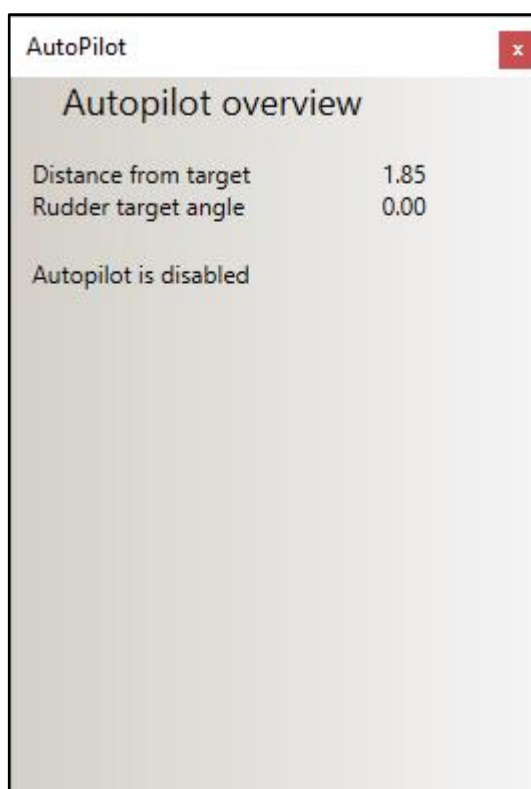 AutoPilot
x
Autopilot overview
Distance from target 1.85
Rudder target angle 0.00
Autopilot is disabled